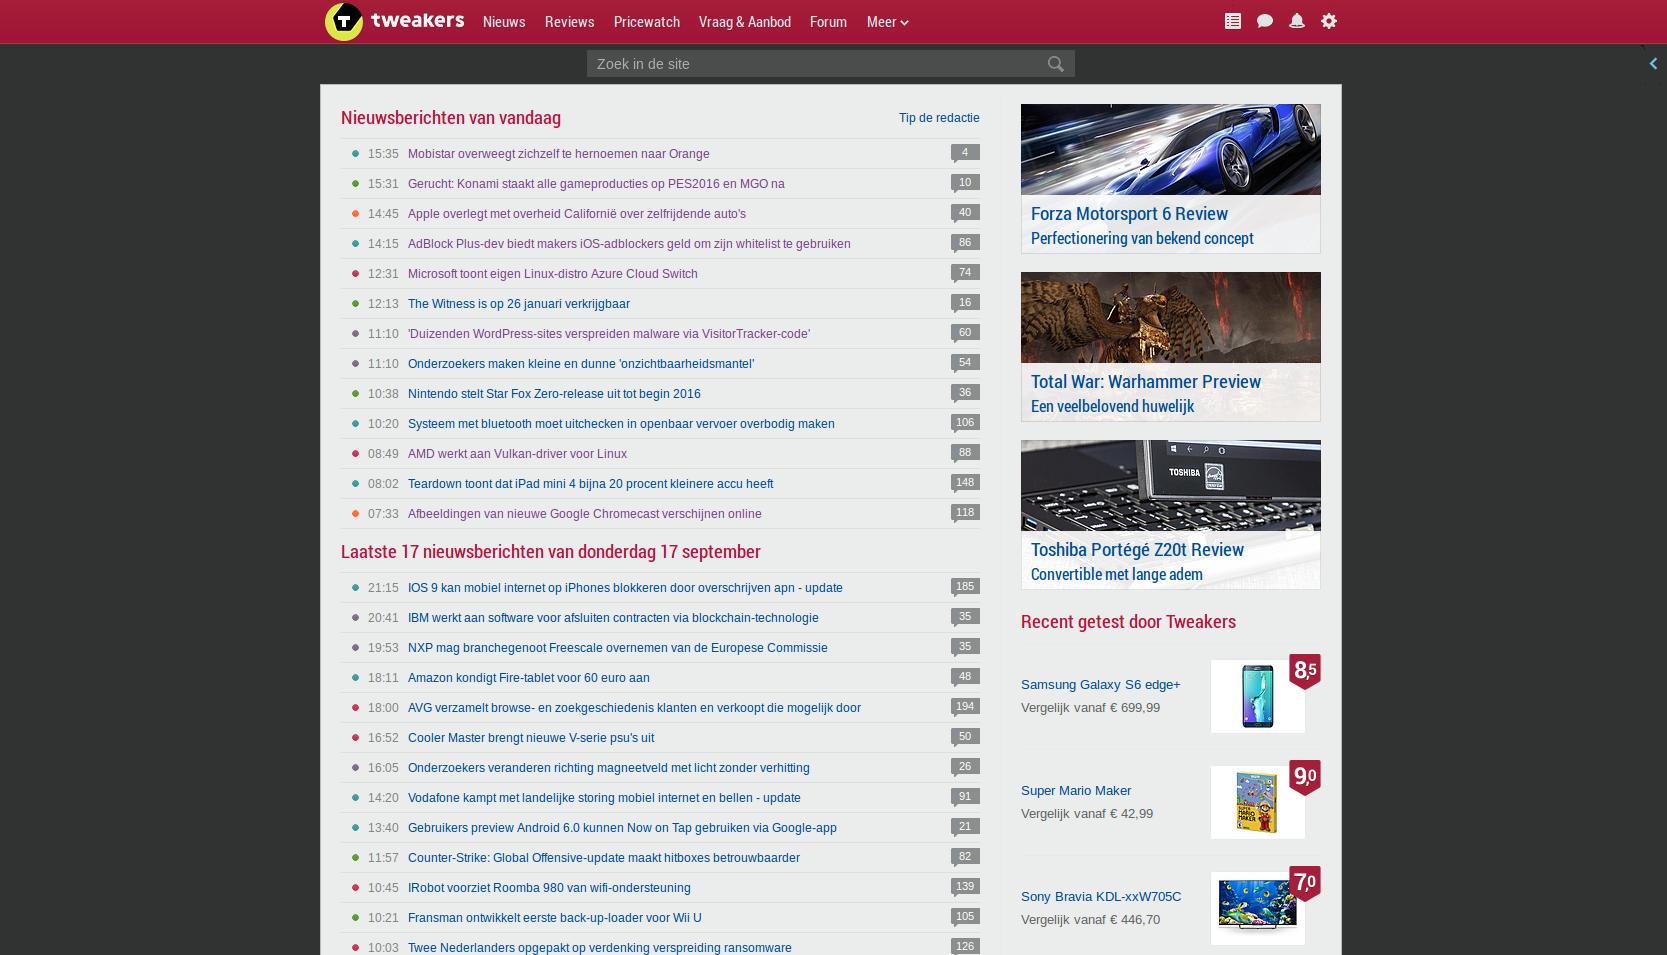 tweakers Nieuws Reviews Pricewatch Vraag & Aanbod Forum Meer
Zoek in de site
Nieuwsberichten van vandaag Tip de redactie
15:35 Mobistar overweegt zichzelf te hernoemen naar Orange 4
15:31 Gerucht: Konami staakt alle gameproducties op PES2016 en MGO na 10
14:45 Apple overlegt met overheid Californië over zelfrijdende auto's 40
14:15 AdBlock Plus-dev biedt makers iOS-adblockers geld om zijn whitelist te gebruiken 86
12:31 Microsoft toont eigen Linux-distro Azure Cloud Switch 74
12:13 The Witness is op 26 januari verkrijgbaar 16
11:10 'Duizenden WordPress-sites verspreiden malware via VisitorTracker-code' 60
11:10 Onderzoekers maken kleine en dunne 'onzichtbaarheidsmantel' 54
10:38 Nintendo stelt Star Fox Zero-release uit tot begin 2016 36
10:20 Systeem met bluetooth moet uitchecken in openbaar vervoer overbodig maken 106
08:49 AMD werkt aan Vulkan-driver voor Linux 88
08:02 Teardown toont dat iPad mini 4 bijna 20 procent kleinere accu heeft 148
07:33 Afbeeldingen van nieuwe Google Chromecast verschijnen online 118
Laatste 17 nieuwsberichten van donderdag 17 september
21:15 IOS 9 kan mobiel internet op iPhones blokkeren door overschrijven apn - update 185
20:41 IBM werkt aan software voor afsluiten contracten via blockchain-technologie 35
19:53 NXP mag branchegenoot Freescale overnemen van de Europese Commissie 35
18:11 Amazon kondigt Fire-tablet voor 60 euro aan 48
18:00 AVG verzamelt browse- en zoekgeschiedenis klanten en verkoopt die mogelijk door 194
16:52 Cooler Master brengt nieuwe V-serie psu's uit 50
16:05 Onderzoekers veranderen richting magneetveld met licht zonder verhitting 26
14:20 Vodafone kampt met landelijke storing mobiel internet en bellen - update 91
13:40 Gebruikers preview Android 6.0 kunnen Now on Tap gebruiken via Google-app 21
11:57 Counter-Strike: Global Offensive-update maakt hitboxes betrouwbaarder 82
10:45 IRobot voorziet Roomba 980 van wifi-ondersteuning 139
10:21 Fransman ontwikkelt eerste back-up-loader voor Wii U 105
10:03 Twee Nederlanders opgepakt op verdenking verspreiding ransomware 126
Forza Motorsport 6 Review
Perfectionering van bekend concept
Total War: Warhammer Preview
Een veelbelovend huwelijk
TOSHIBA
Toshiba Portégé Z20t Review
Convertible met lange adem
Recent getest door Tweakers
8,5
Samsung Galaxy S6 edge+
Vergelijk vanaf € 699,99
9,0
Super Mario Maker
Vergelijk vanaf € 42,99
7,0
Sony Bravia KDL-xxW705C
Vergelijk vanaf € 446,70